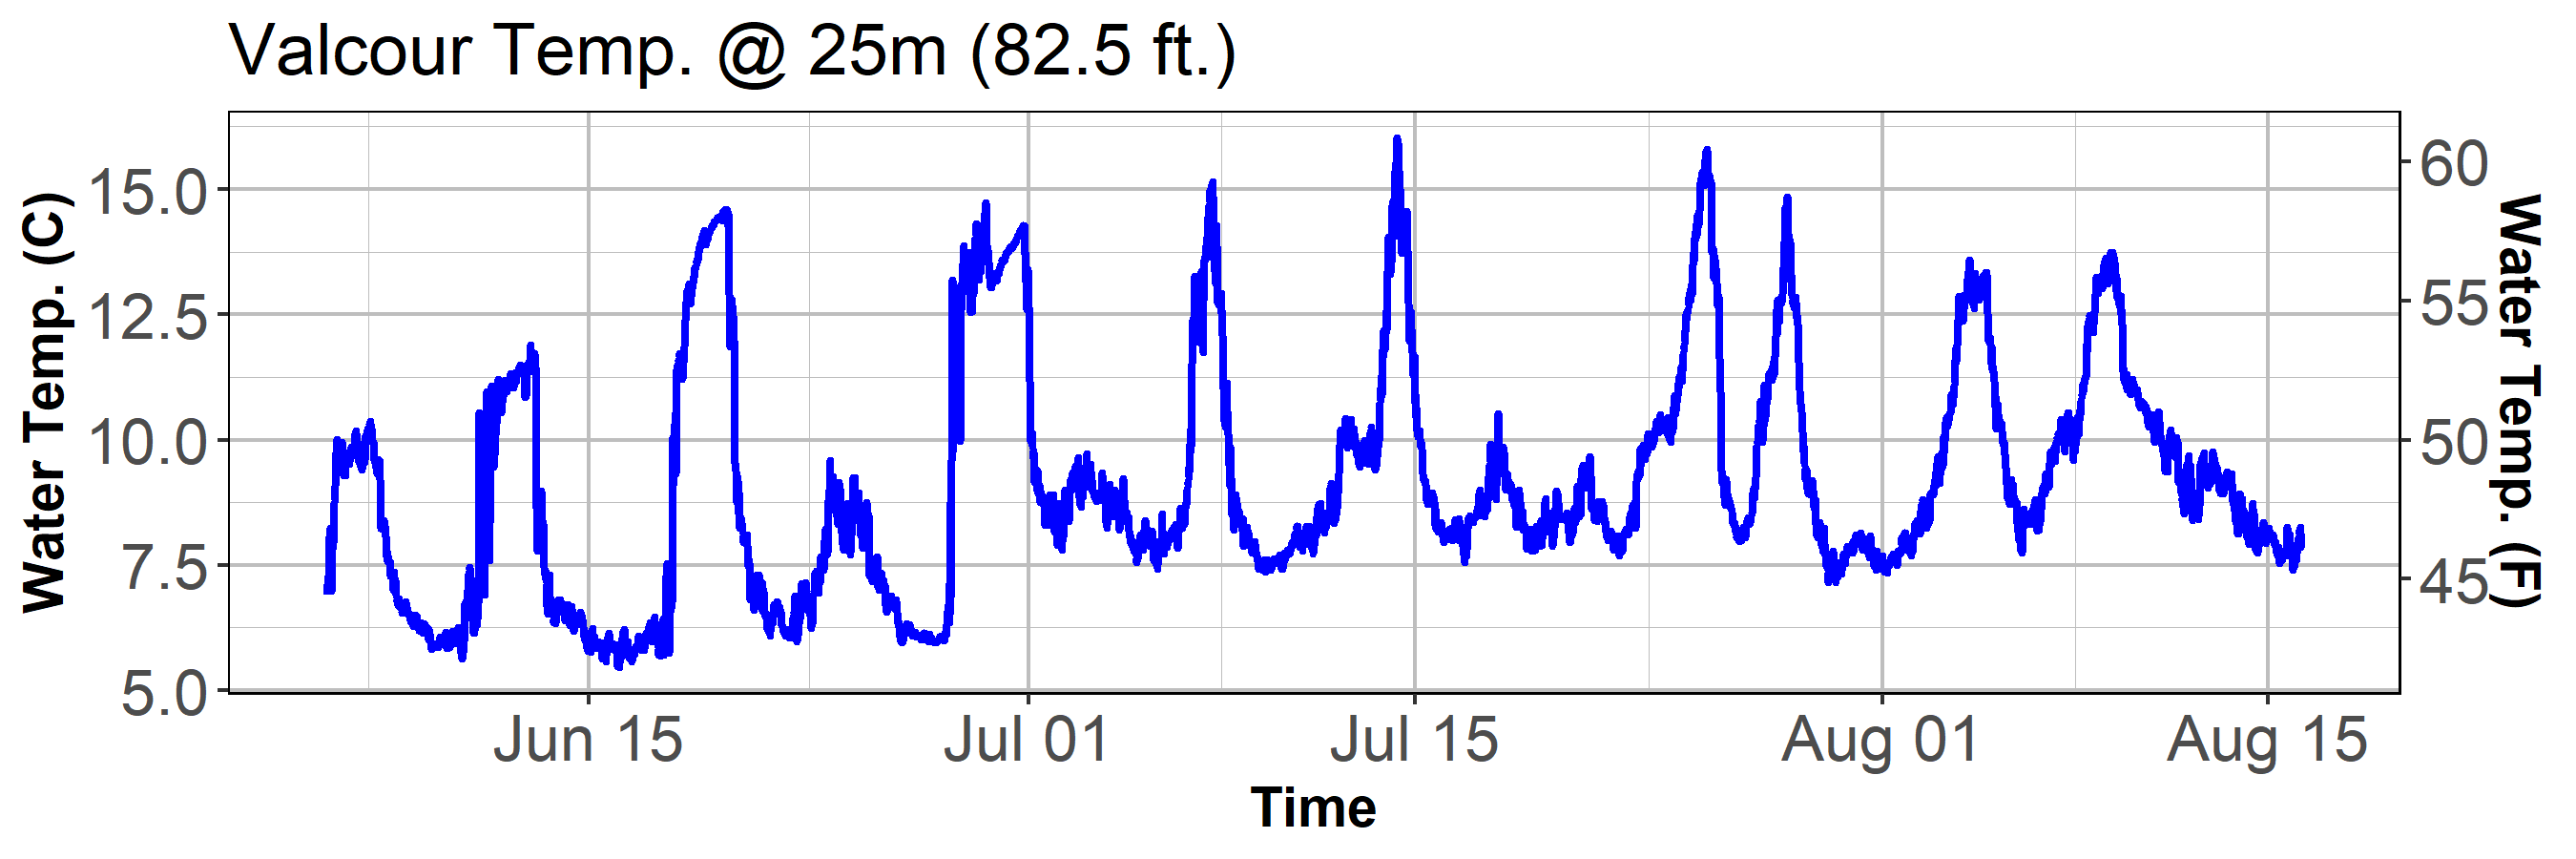 Valcour Temp. @ 25m (82.5 ft.)
Water Temp. (C)
15.0
12.5
10.0
7.5
5.0
60
55
50
45
Water Temp. (F)
Jun 15 Jul 01 Jul 15 Aug 01 Aug 15
Time